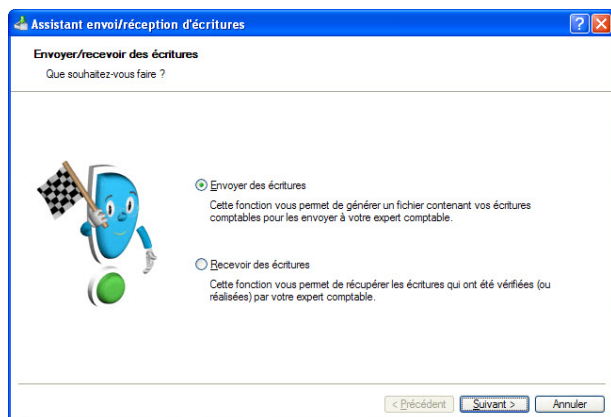 Assistant envoi/réception d'écritures
Envoyer/recevoir des écritures
Que souhaitez-vous faire ?
Envoyer des écritures
Cette fonction vous permet de générer un fichier contenant vos écritures
comptables pour les envoyer à votre expert comptable.
Recevoir des écritures
Cette fonction vous permet de récupérer les écritures qui ont été vérifiées (ou
réalisées) par votre expert comptable.
< Précédent Suivant > Annuler